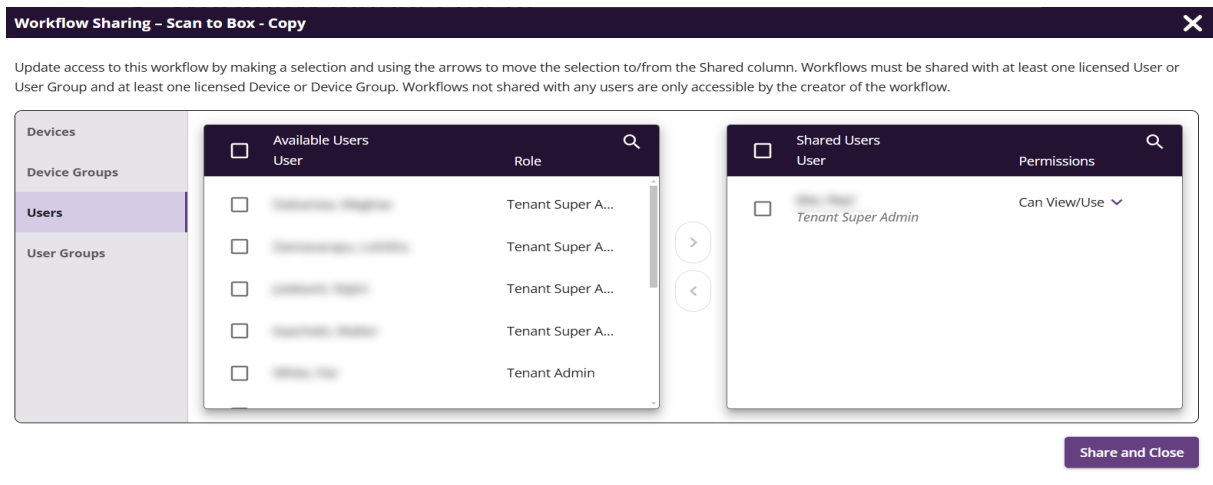 Workflow Sharing – Scan to Box - Copy
Update access to this workflow by making a selection and using the arrows to move the selection to/from the Shared column. Workflows must be shared with at least one licensed User or
User Group and at least one licensed Device or Device Group. Workflows not shared with any users are only accessible by the creator of the workflow.
Devices
Device Groups
Users
User Groups
Available Users
User Role
Tenant Super A...
Tenant Super A...
Tenant Super A...
Tenant Super A...
Tenant Admin
Shared Users
User Permissions
Can View/Use
Tenant Super Admin
Share and Close